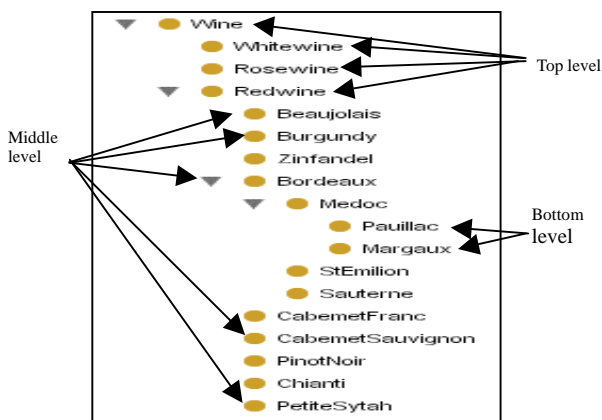 Wine
Whitewine
Rosewine
Redwine
Beaujolais
Burgundy
Zinfandel
Bordeaux
Medoc
Pauillac
Margaux
StEmilion
Sauterne
CabemetFranc
CabemetSauvignon
PinotNoir
Chianti
PetiteSytah
Top level
Middle
level
Bottom
level